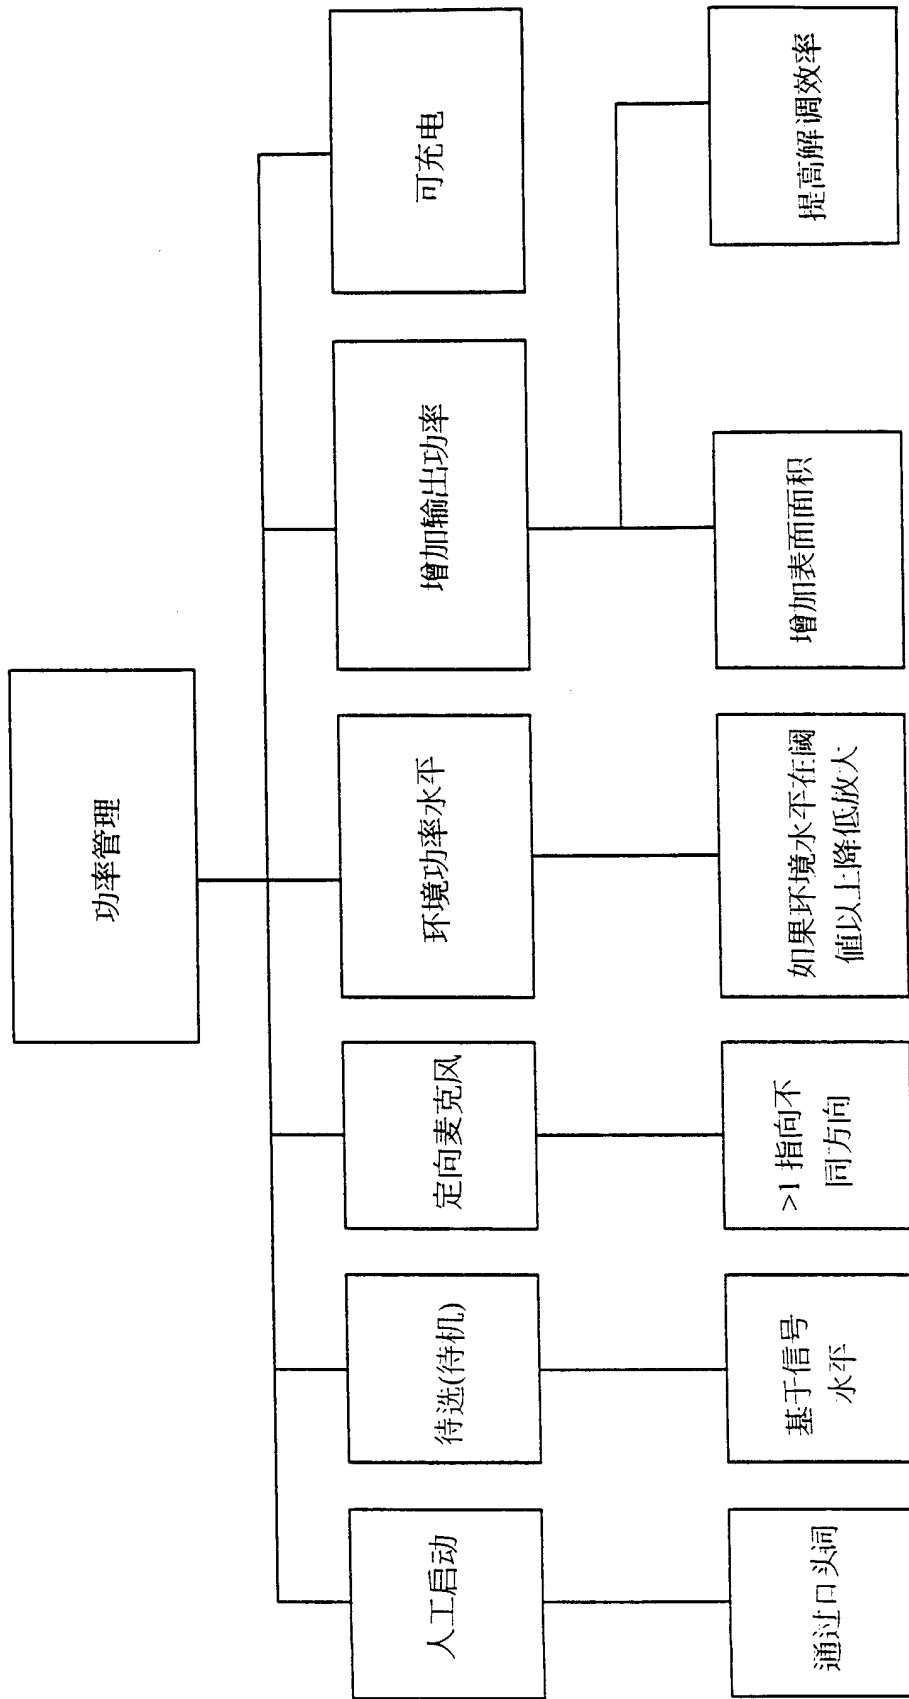 功率管理
人工启动
待选(待机)
定向麦克风
环境功率水平
增加输出功率
可充电
通过口头词
基于信号
水平
>1 指向不
同方向
如果环境水平在阈
值以上降低放大
增加表面面积
提高解调效率